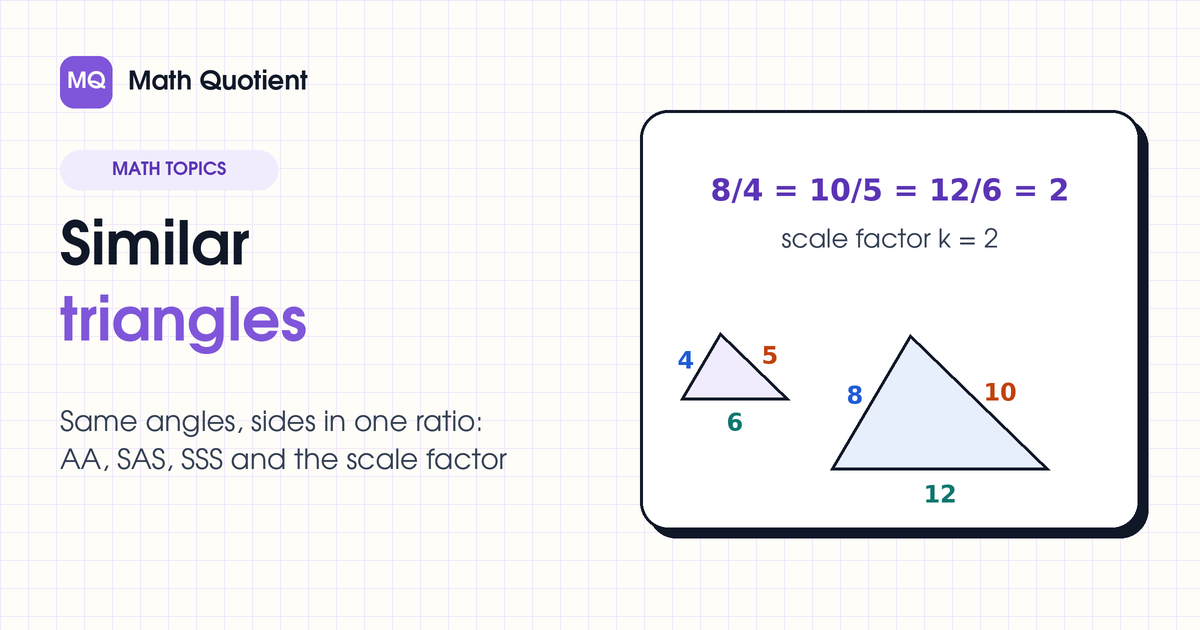 MQ Math Quotient
MATH TOPICS
Similar
triangles
Same angles, sides in one ratio:
AA, SAS, SSS and the scale factor
8/4 = 10/5 = 12/6 = 2
scale factor k = 2
4
5
6
8
10
12